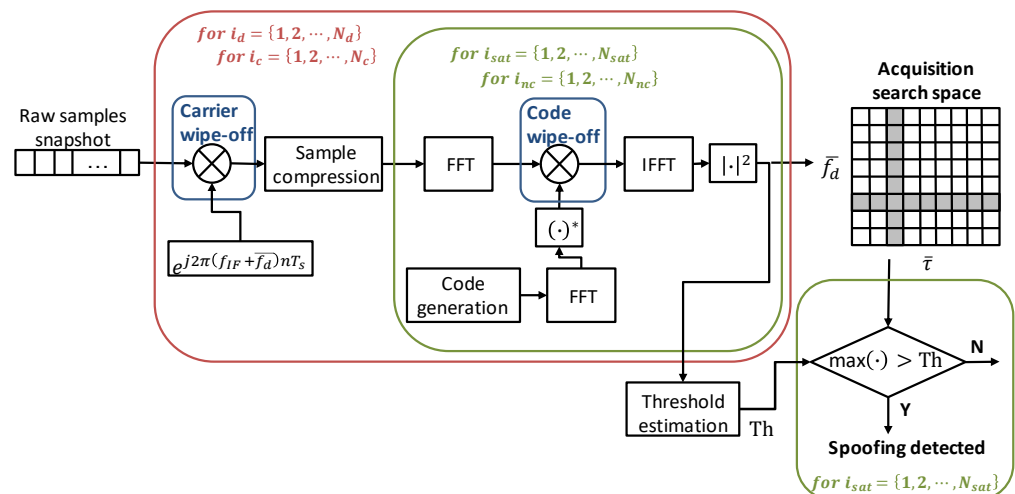 for i_d = {1, 2, ⋯, N_d}
for i_c = {1, 2, ⋯, N_c}
for i_sat = {1, 2, ⋯, N_sat}
for i_nc = {1, 2, ⋯, N_nc}
Acquisition
search space
Raw samples
snapshot
...
Carrier
wipe-off
Sample
compression
FFT
Code
wipe-off
IFFT
|·|²
f̄_d
(·)*
e^{j2π(f_IF + f̄_d)nT_s}
Code
generation
FFT
τ̄
max(·) > Th
N
Threshold
estimation
Th
Y
Spoofing detected
for i_sat = {1, 2, ⋯, N_sat}